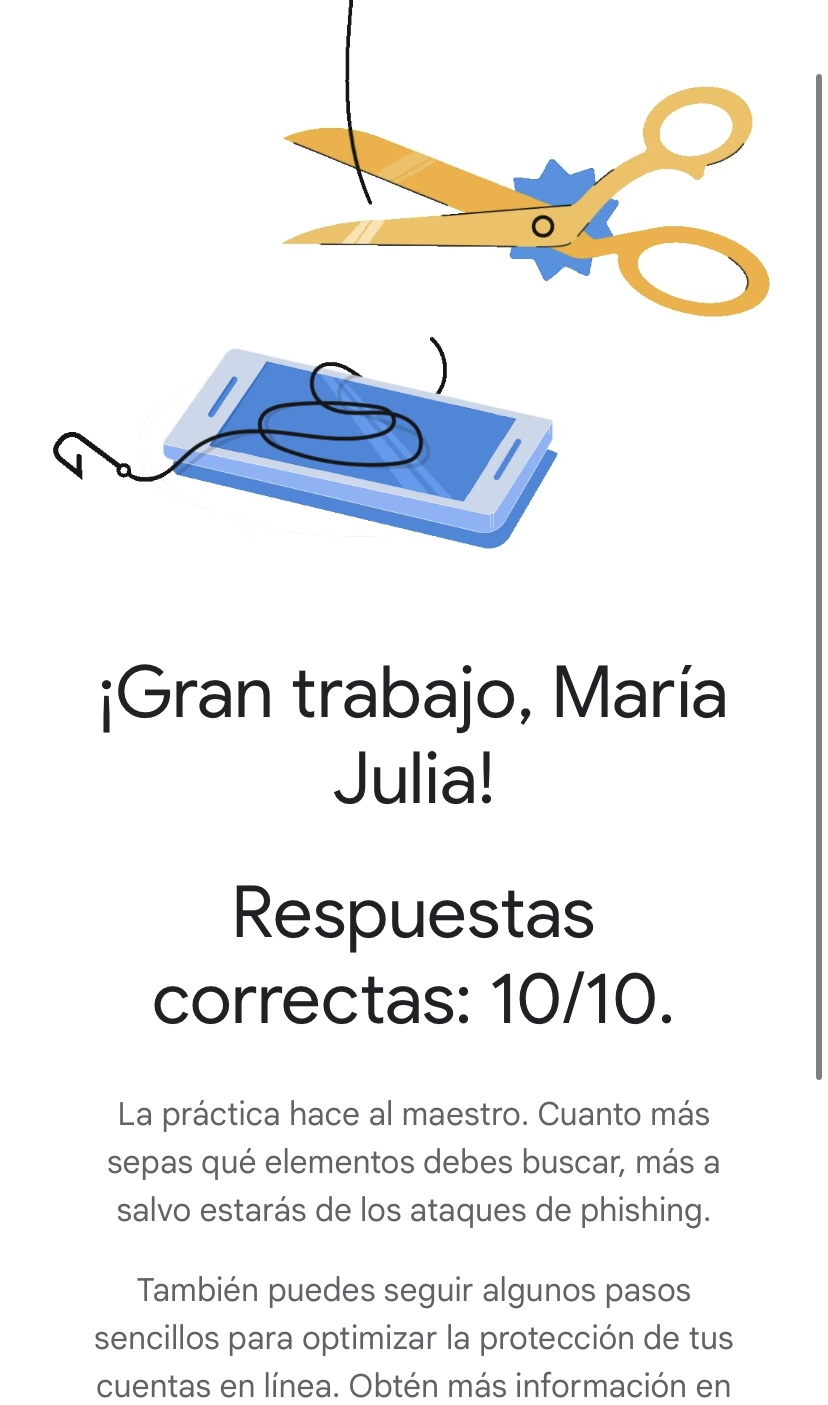 ¡Gran trabajo, María
Julia!
Respuestas
correctas: 10/10.
La práctica hace al maestro. Cuanto más
sepas qué elementos debes buscar, más a
salvo estarás de los ataques de phishing.
También puedes seguir algunos pasos
sencillos para optimizar la protección de tus
cuentas en línea. Obtén más información en